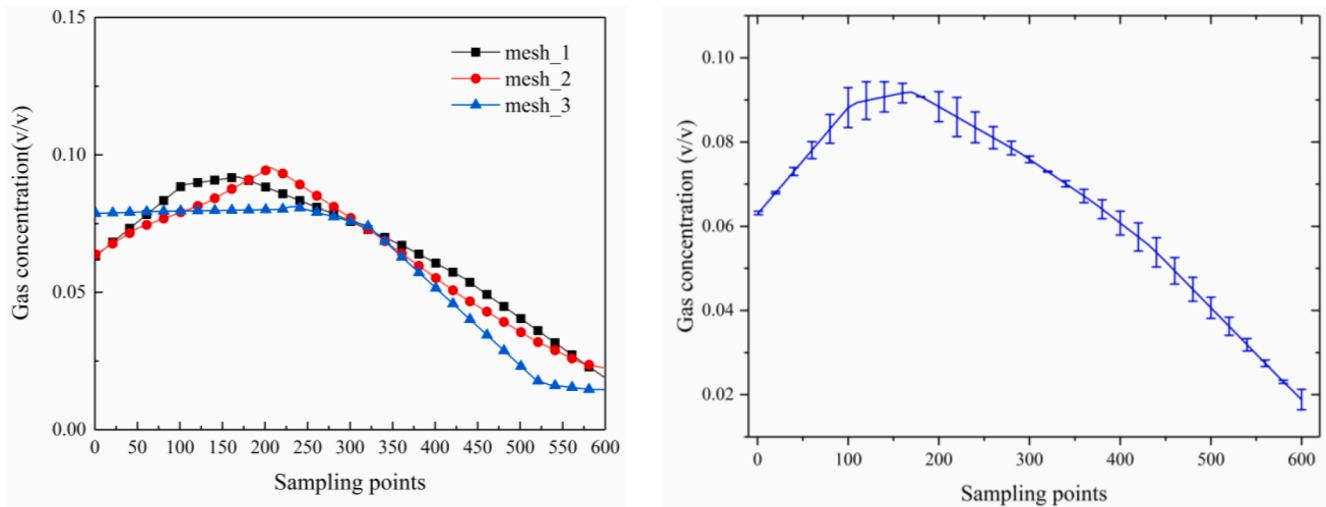 0.15
0.10
0.05
0.00
Gas concentration(v/v)
mesh_1
mesh_2
mesh_3
0 50 100 150 200 250 300 350 400 450 500 550 600
Sampling points
0.10
0.08
0.06
0.04
0.02
Gas concentration (v/v)
0 100 200 300 400 500 600
Sampling points